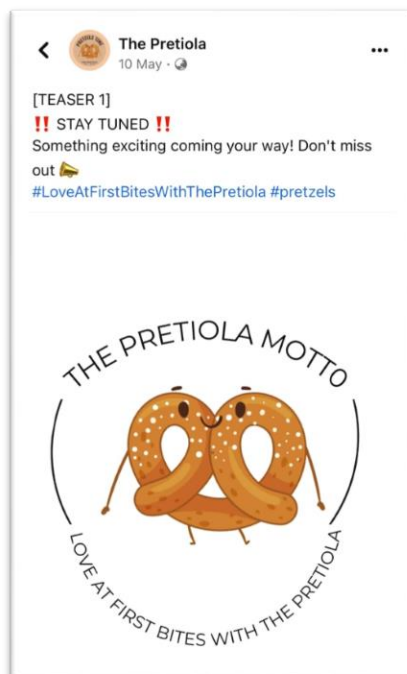 The Pretiola
10 May ·
[TEASER 1]
‼️ STAY TUNED ‼️
Something exciting coming your way! Don't miss
out 📣
#LoveAtFirstBitesWithThePretiola #pretzels
THE PRETIOLA MOTT0
LOVE AT FIRST BITES WITH THE PRETIOLA